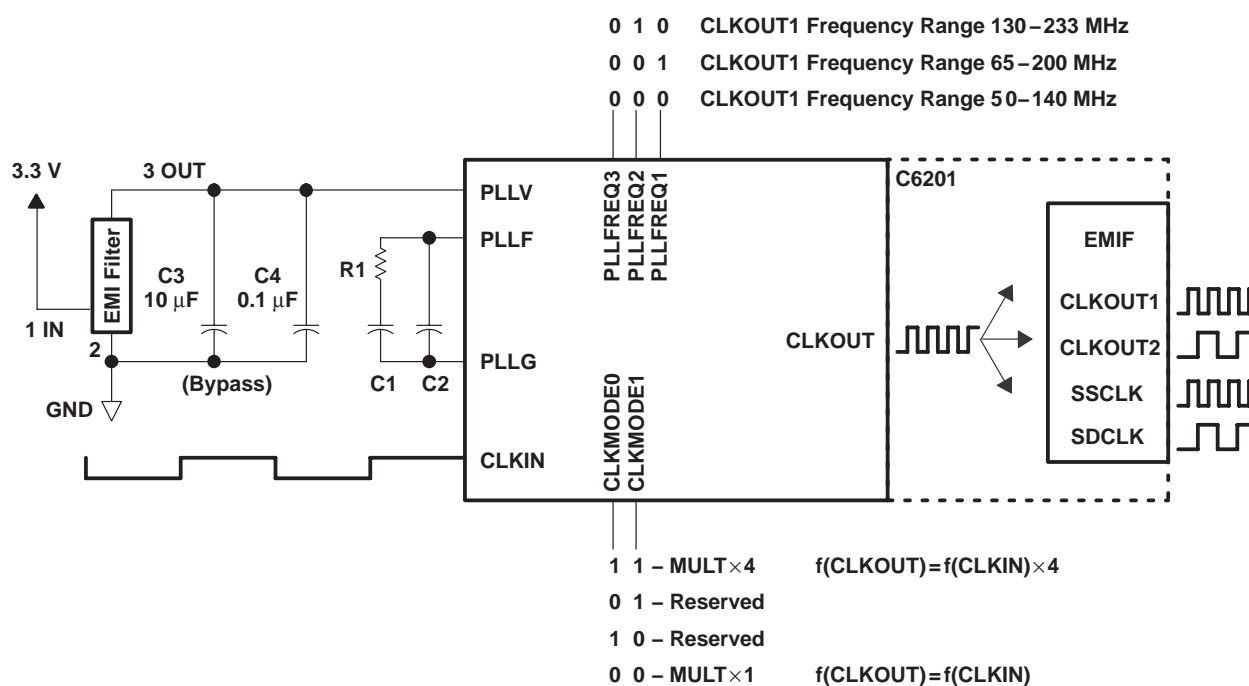 0 1 0 CLKOUT1 Frequency Range 130–233 MHz
0 0 1 CLKOUT1 Frequency Range 65–200 MHz
0 0 0 CLKOUT1 Frequency Range 50–140 MHz
3.3 V
3 OUT
EMI Filter
1 IN
2
GND
C3
10 μF
C4
0.1 μF
(Bypass)
R1
C1
C2
PLLV
PLLF
PLLG
CLKIN
PLLFREQ3
PLLFREQ2
PLLFREQ1
CLKMODE0
CLKMODE1
CLKOUT
C6201
EMIF
CLKOUT1
CLKOUT2
SSCLK
SDCLK
1 1 – MULT×4 f(CLKOUT)=f(CLKIN)×4
0 1 – Reserved
1 0 – Reserved
0 0 – MULT×1 f(CLKOUT)=f(CLKIN)